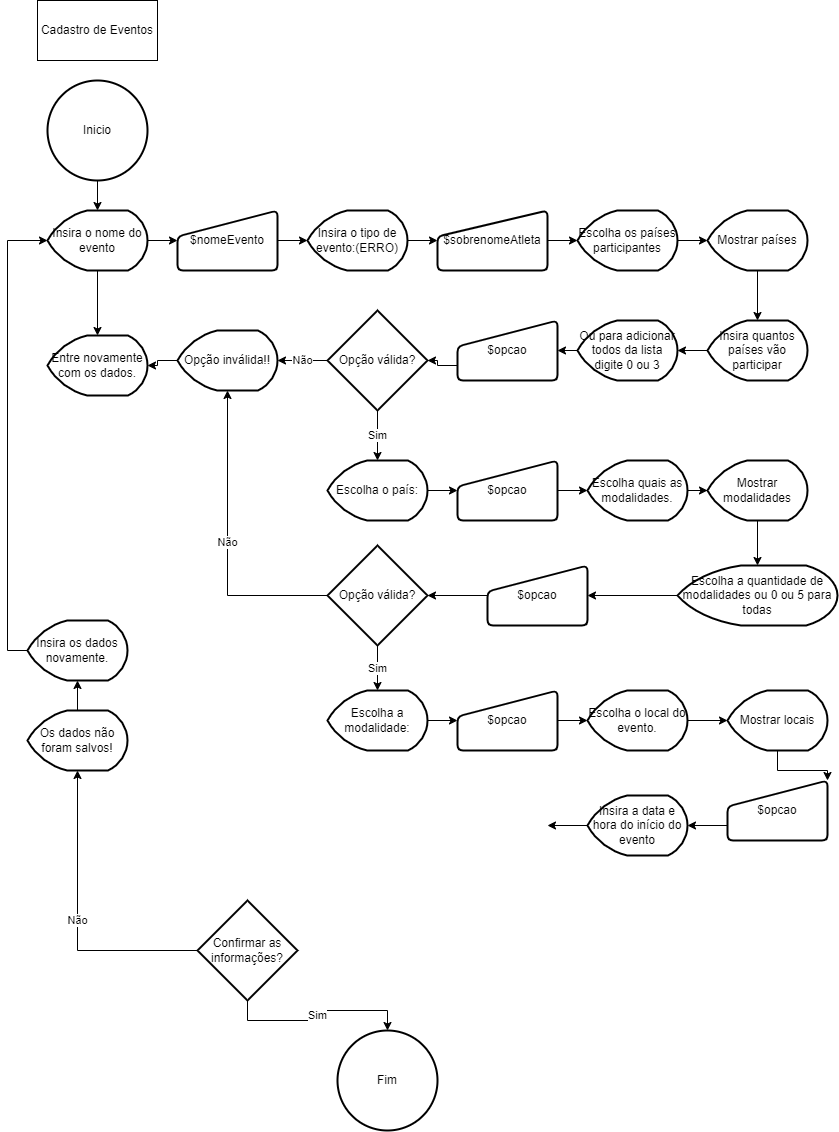 Cadastro de Eventos
Inicio
Insira o nome do
evento
$nomeEvento
Insira o tipo de
evento:(ERRO)
$sobrenomeAtleta
Escolha os países
participantes
Mostrar países
Entre novamente
com os dados.
Opção inválida!!
Não
Opção válida?
$opcao
Ou para adicionar
todos da lista
digite 0 ou 3
Insira quantos
países vão
participar
Sim
Escolha o país:
$opcao
Escolha quais as
modalidades.
Mostrar
modalidades
Não
Opção válida?
$opcao
Escolha a quantidade de
modalidades ou 0 ou 5 para
todas
Insira os dados
novamente.
Sim
Os dados não
foram salvos!
Escolha a
modalidade:
$opcao
Escolha o local do
evento.
Mostrar locais
Insira a data e
hora do início do
evento
$opcao
Não
Confirmar as
informações?
Sim
Fim